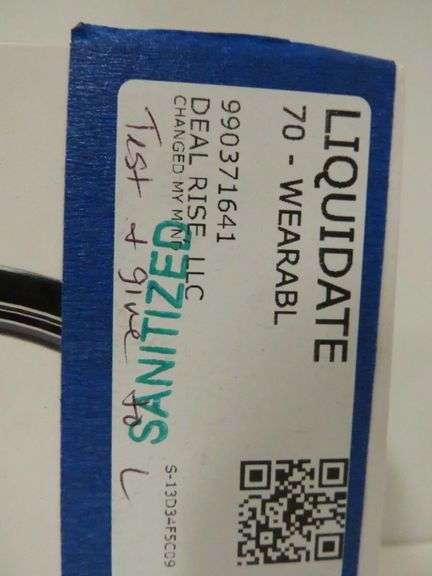 LIQUIDATE
70 - WEARABL
990371641
DEAL RISE LLC
CHANGED MY MIND
SANITIZED
Test & give to L
S-13D34F5C09